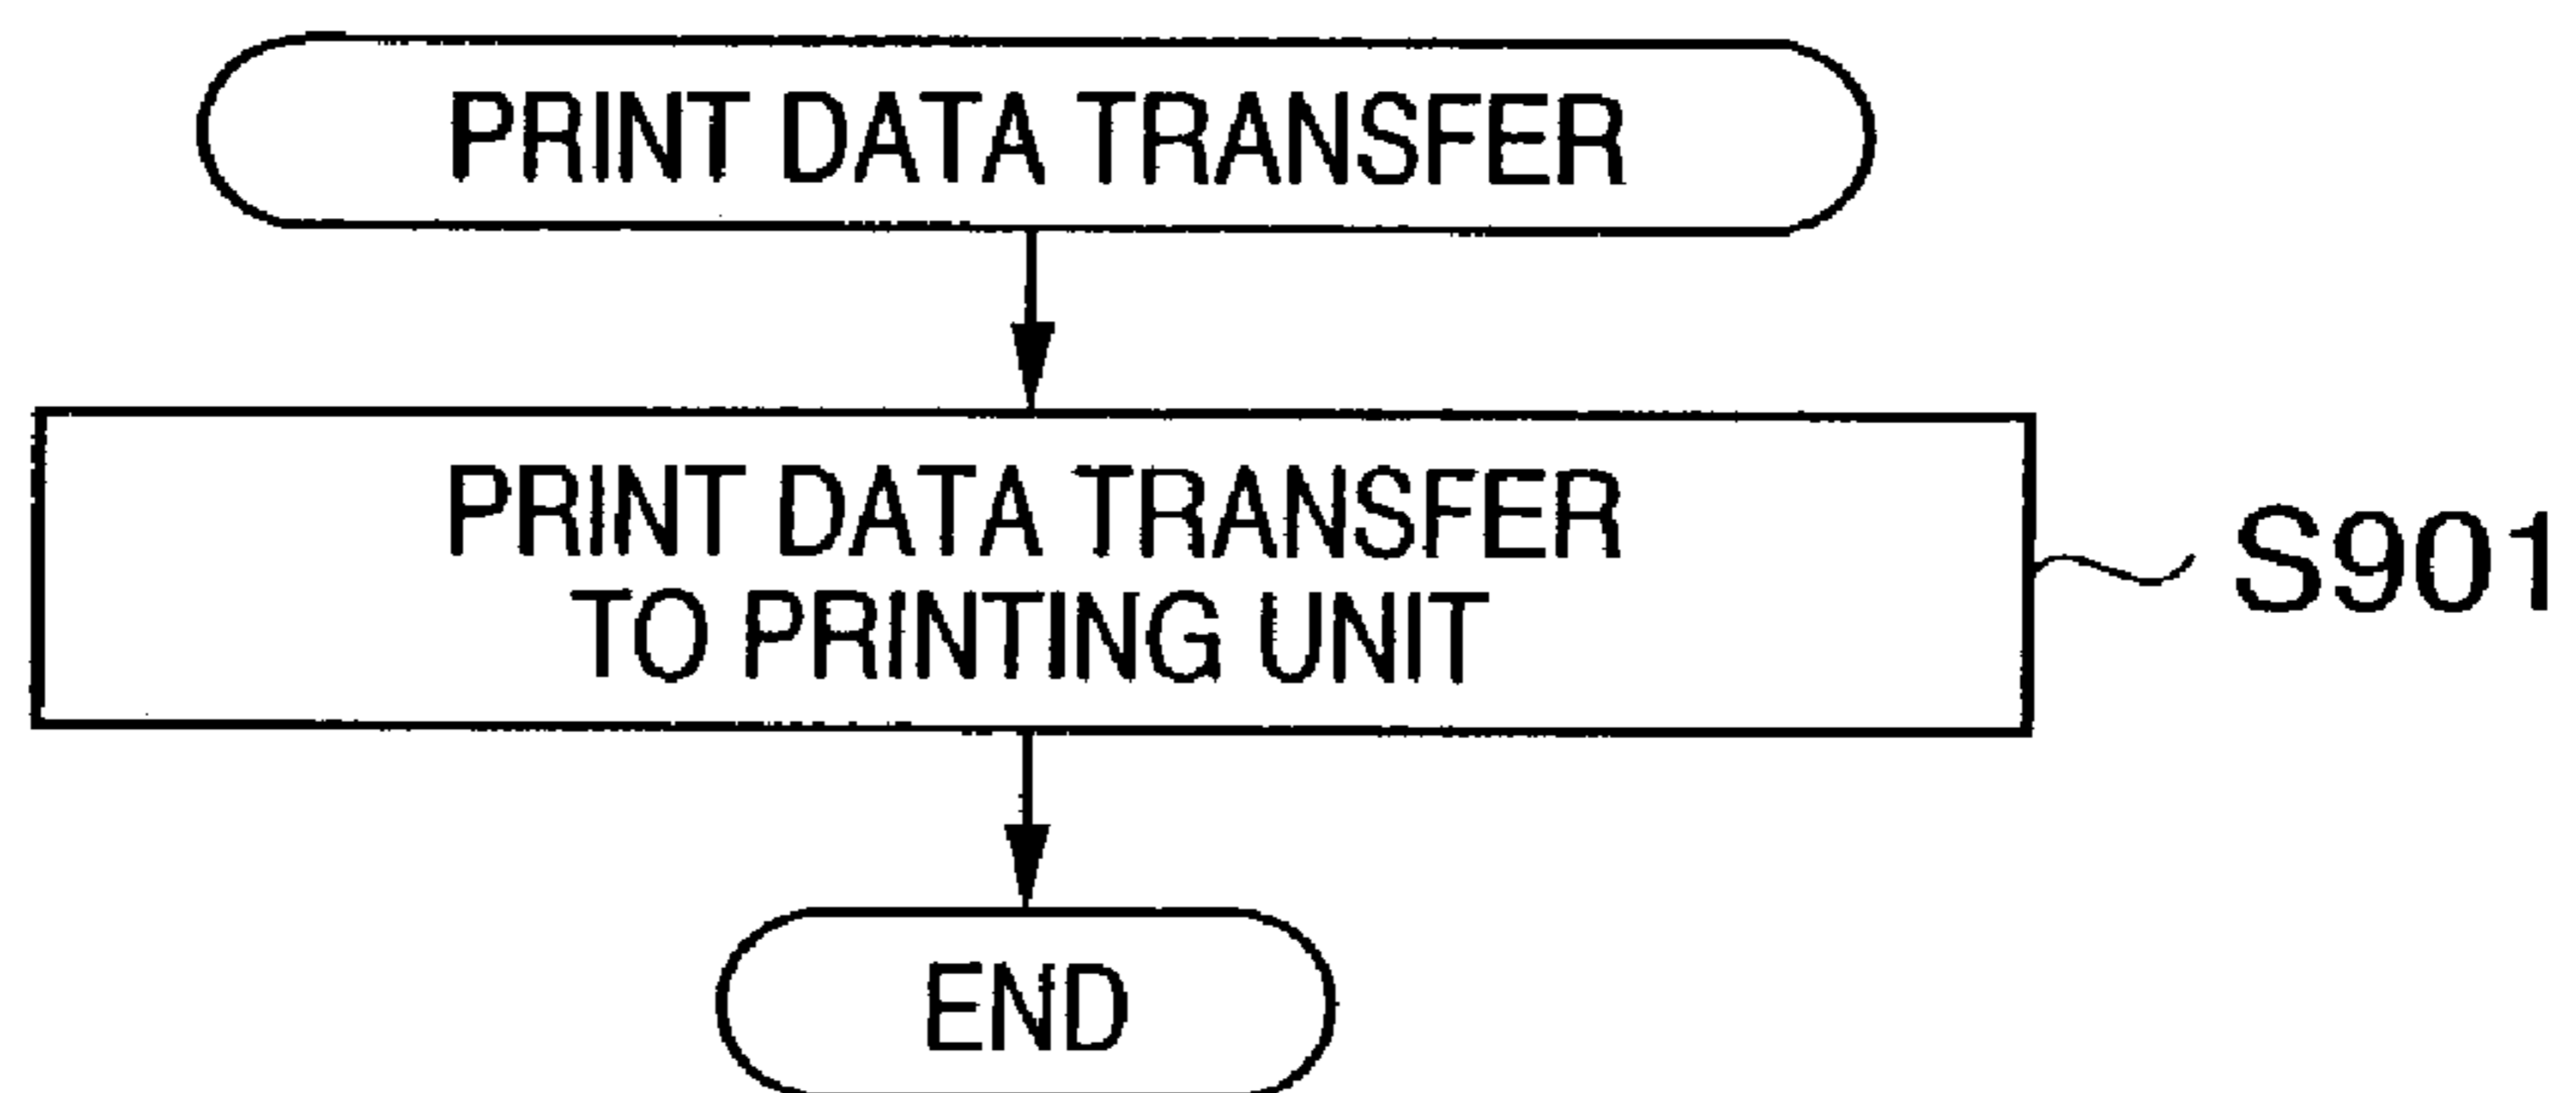 PRINT DATA TRANSFER
PRINT DATA TRANSFER
TO PRINTING UNIT
S901
END